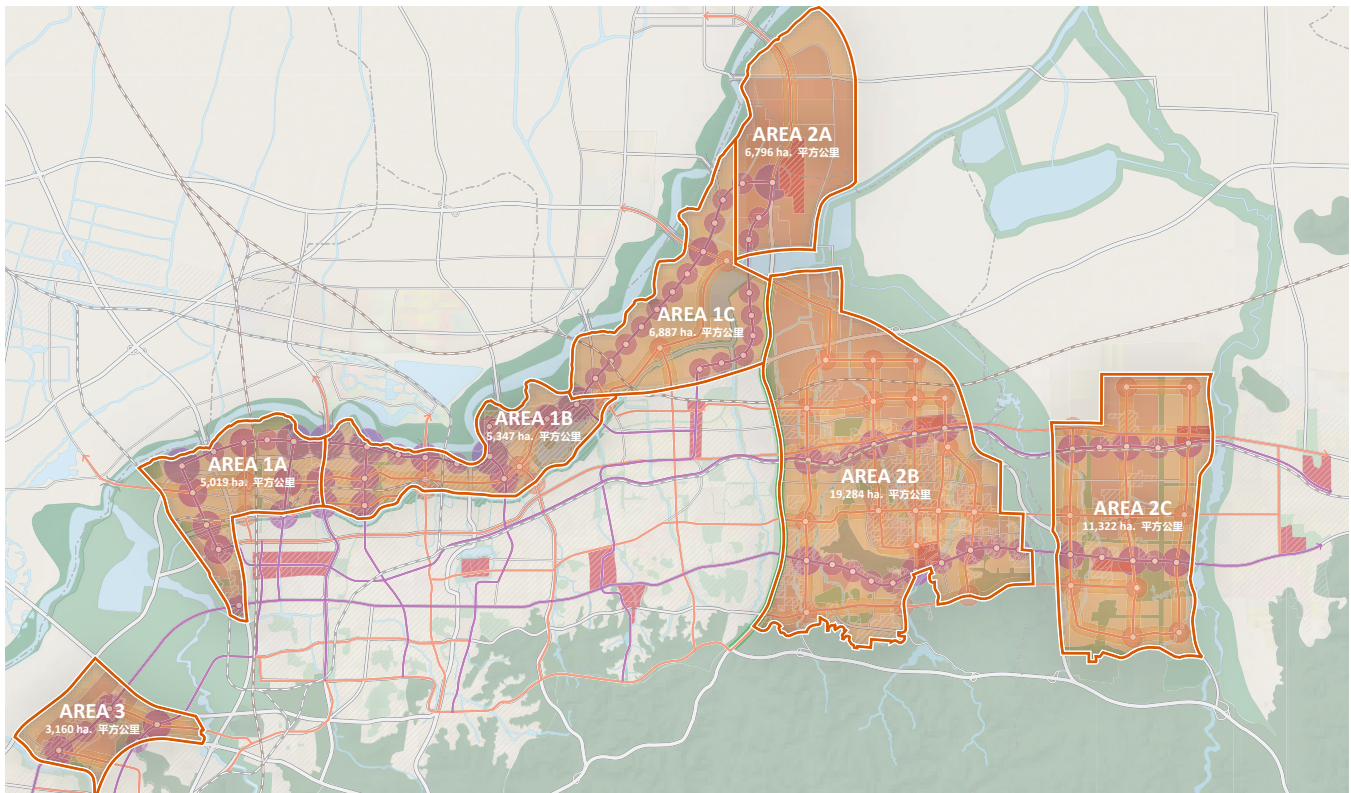 AREA 2A
6,796 ha. 平方公里
AREA 1C
6,887 ha. 平方公里
AREA 1B
5,347 ha. 平方公里
AREA 1A
5,019 ha. 平方公里
AREA 2B
19,284 ha. 平方公里
AREA 2C
11,322 ha. 平方公里
AREA 3
3,160 ha. 平方公里